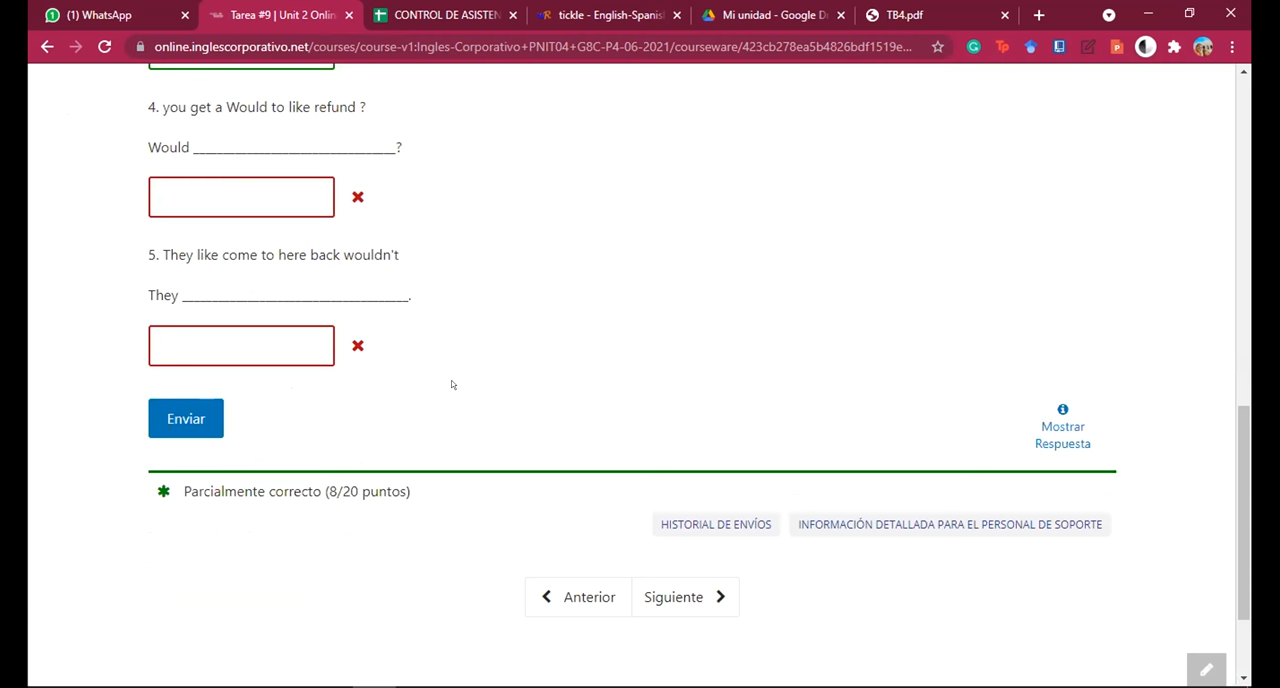 (1) WhatsApp
Tarea #9 | Unit 2 Onlin
CONTROL DE ASISTEN
tickle - English-Spanis
Mi unidad - Google D
TB4.pdf
online.inglescorporativo.net/courses/course-v1:Ingles-Corporativo+PNIT04+G8C-P4-06-2021/courseware/423cb278ea5b4826bdf1519e...
4. you get a Would to like refund ?
Would ______________________________?
5. They like come to here back wouldn't
They __________________________________.
Enviar
Mostrar
Respuesta
Parcialmente correcto (8/20 puntos)
HISTORIAL DE ENVÍOS
INFORMACIÓN DETALLADA PARA EL PERSONAL DE SOPORTE
Anterior
Siguiente